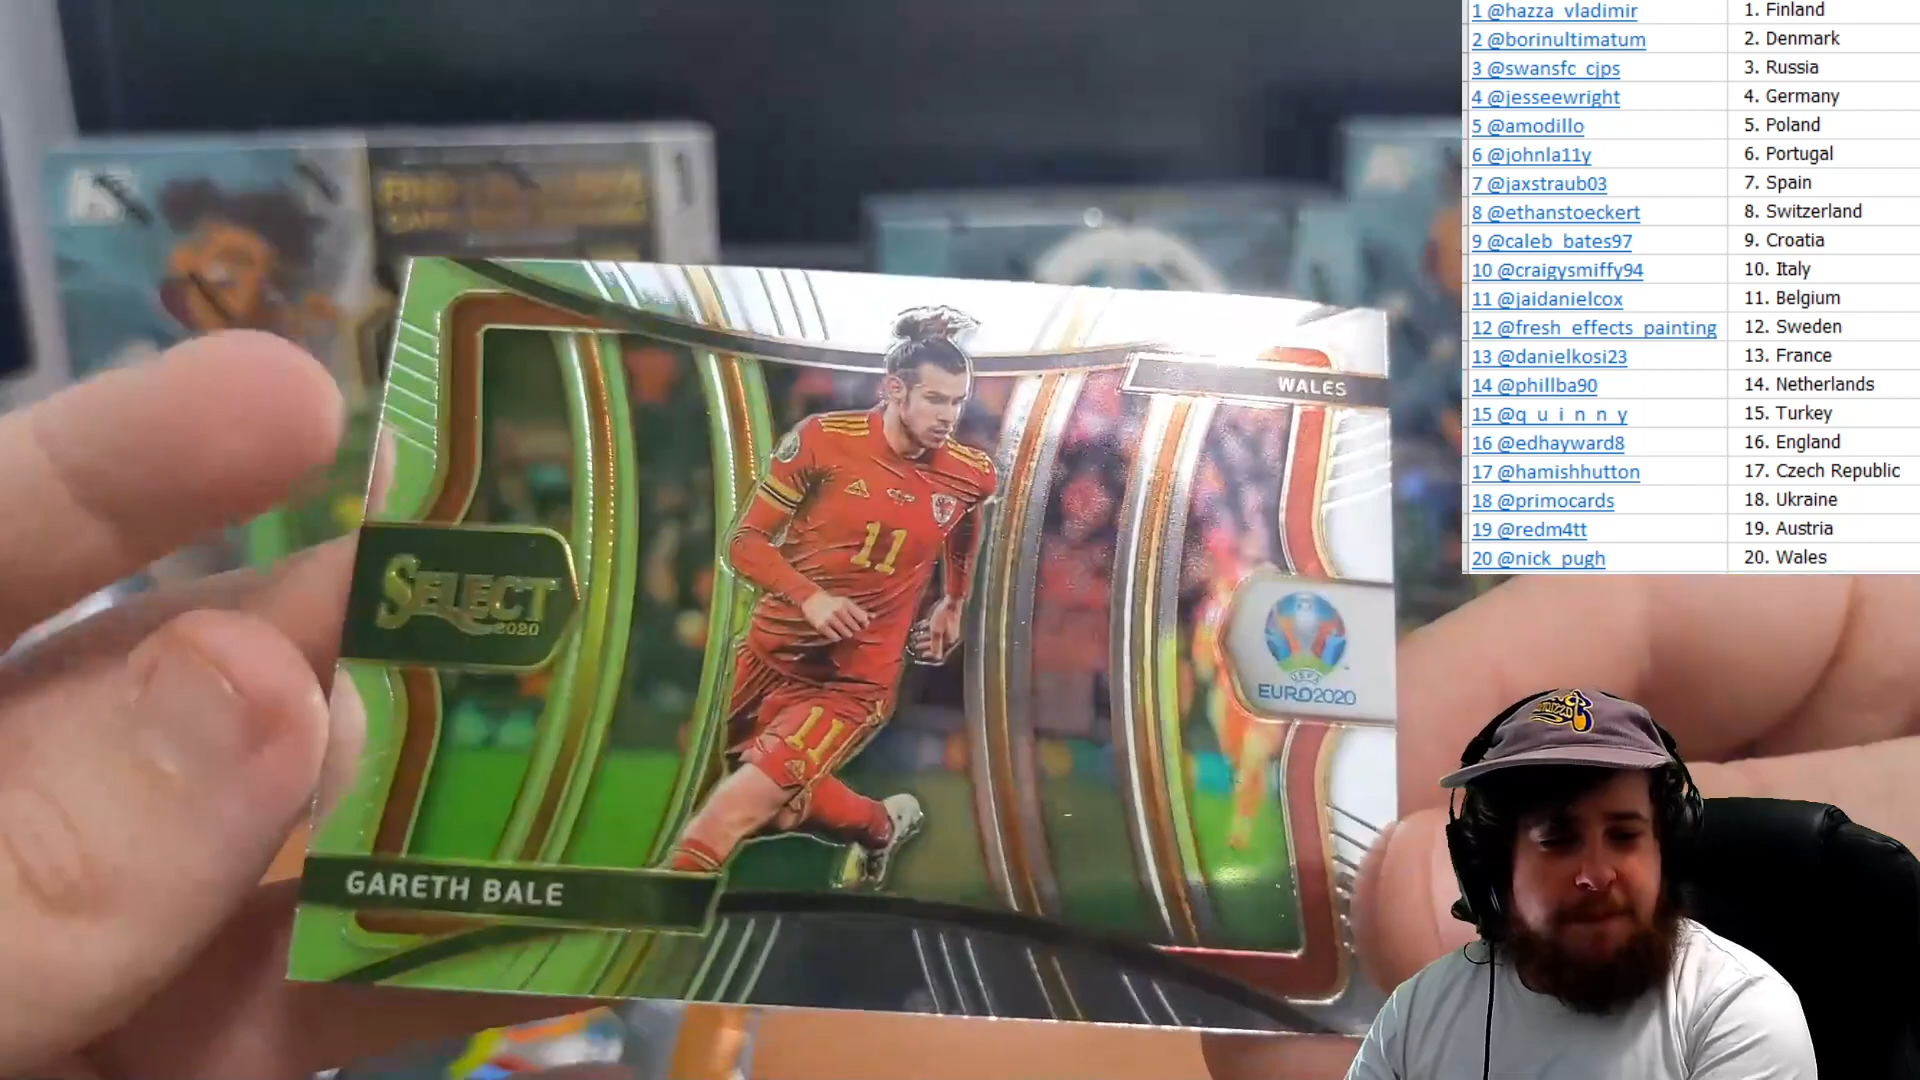 1 @hazza_vladimir 1. Finland
2 @borinultimatum 2. Denmark
3 @swansfc_cjps 3. Russia
4 @jesseewright 4. Germany
5 @amodillo 5. Poland
6 @johnla11y 6. Portugal
7 @jaxstraub03 7. Spain
8 @ethanstoeckert 8. Switzerland
9 @caleb_bates97 9. Croatia
10 @craigysmiffy94 10. Italy
11 @jaidanielcox 11. Belgium
12 @fresh_effects_painting 12. Sweden
13 @danielkosi23 13. France
14 @phillba90 14. Netherlands
15 @q_u_i_n_n_y 15. Turkey
16 @edhayward8 16. England
17 @hamishhutton 17. Czech Republic
18 @primocards 18. Ukraine
19 @redm4tt 19. Austria
20 @nick_pugh 20. Wales
WALES
11
SELECT
2020
11
UEFA
EURO2020
GARETH BALE